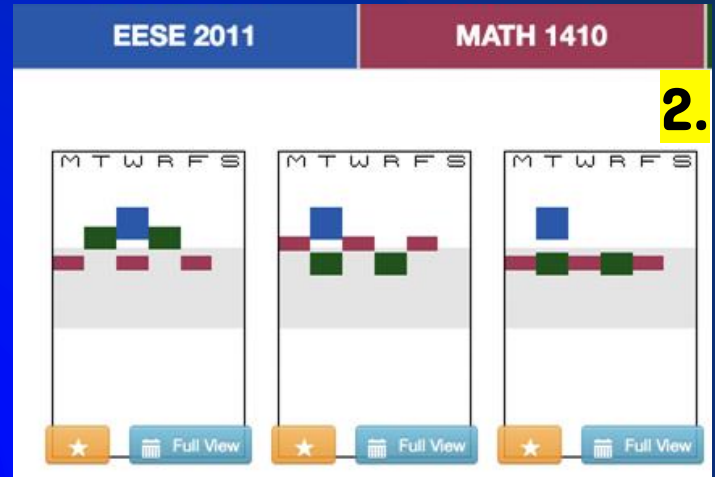 EESE 2011 MATH 1410
2.
M T W R F S M T W R F S M T W R F S
Full View Full View Full View